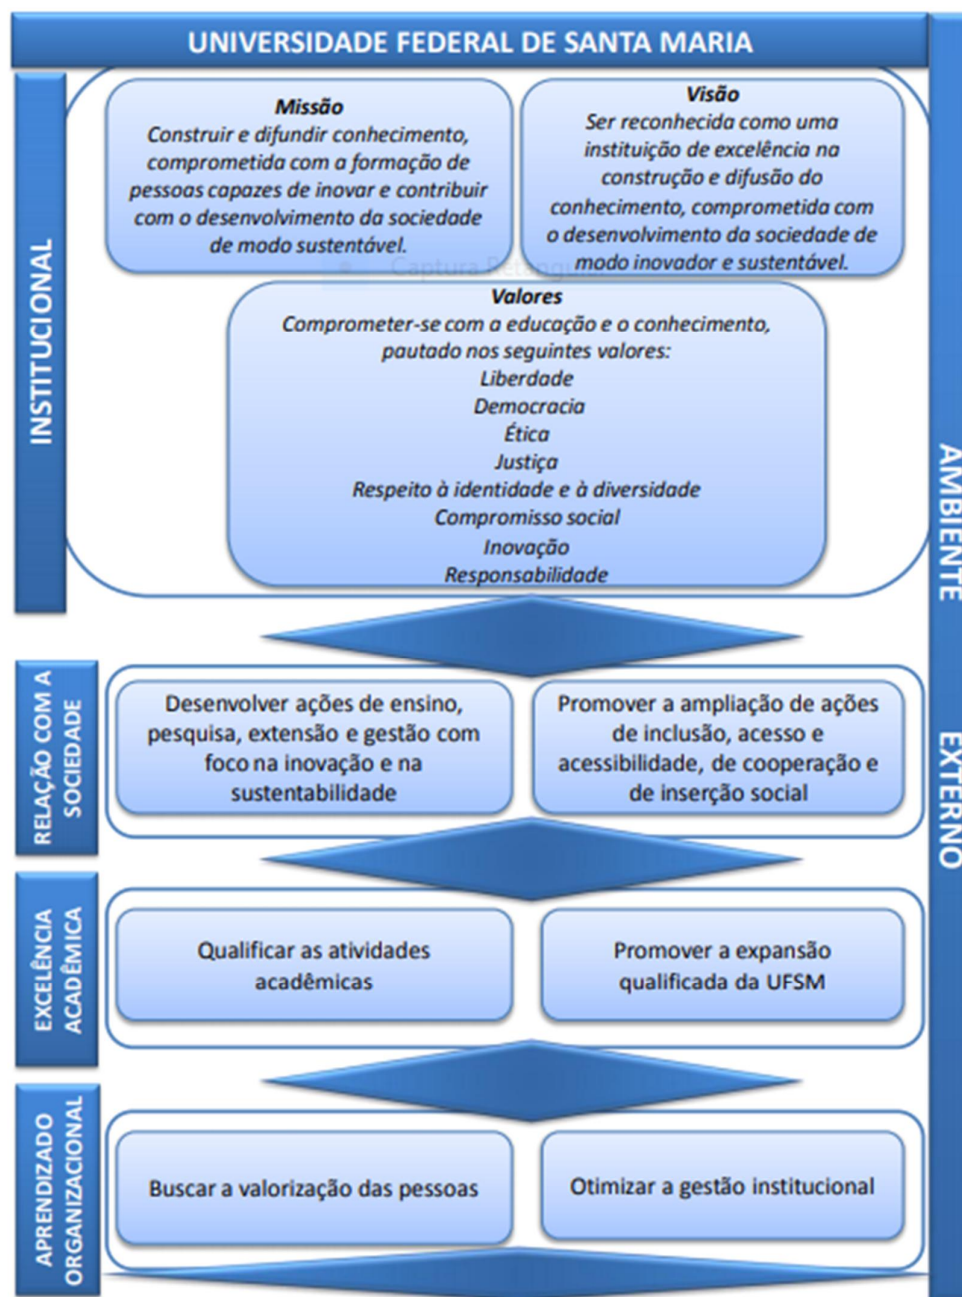 UNIVERSIDADE FEDERAL DE SANTA MARIA
INSTITUCIONAL
Missão
Construir e difundir conhecimento,
comprometida com a formação de
pessoas capazes de inovar e contribuir
com o desenvolvimento da sociedade
de modo sustentável.
Visão
Ser reconhecida como uma
instituição de excelência na
construção e difusão do
conhecimento, comprometida com
o desenvolvimento da sociedade de
modo inovador e sustentável.
Valores
Comprometer-se com a educação e o conhecimento,
pautado nos seguintes valores:
Liberdade
Democracia
Ética
Justiça
Respeito à identidade e à diversidade
Compromisso social
Inovação
Responsabilidade
RELAÇÃO COM A
SOCIEDADE
Desenvolver ações de ensino,
pesquisa, extensão e gestão com
foco na inovação e na
sustentabilidade
Promover a ampliação de ações
de inclusão, acesso e
acessibilidade, de cooperação e
de inserção social
EXCELÊNCIA
ACADÊMICA
Qualificar as atividades
acadêmicas
Promover a expansão
qualificada da UFSM
APRENDIZADO
ORGANIZACIONAL
Buscar a valorização das pessoas
Otimizar a gestão institucional
AMBIENTE EXTERNO
Captura